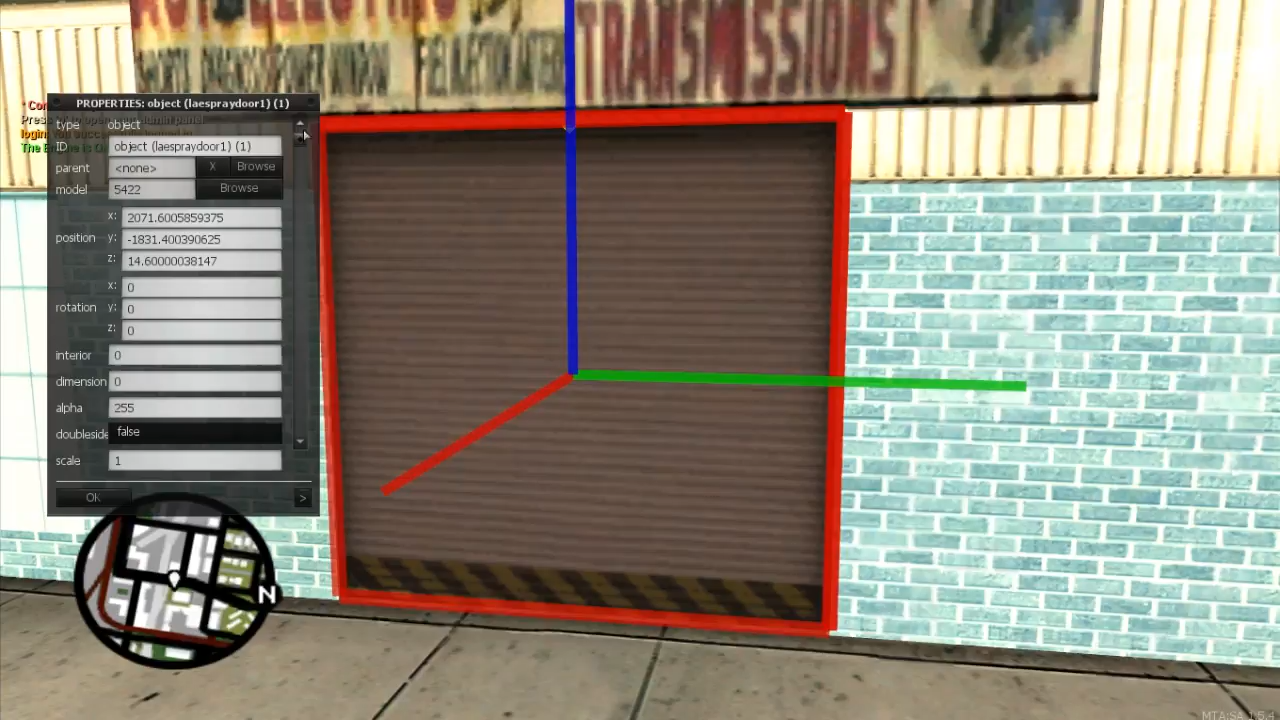 TRANSMISSIONS
PROPERTIES: object (laespraydoor1) (1)
type object
ID object (laespraydoor1) (1)
parent <none> X Browse
model 5422 Browse
x: 2071.6005859375
position y: -1831.400390625
z: 14.60000038147
x: 0
rotation y: 0
z: 0
interior 0
dimension 0
alpha 255
doubleside false
scale 1
OK >
N
MTA:SA 1.5.4